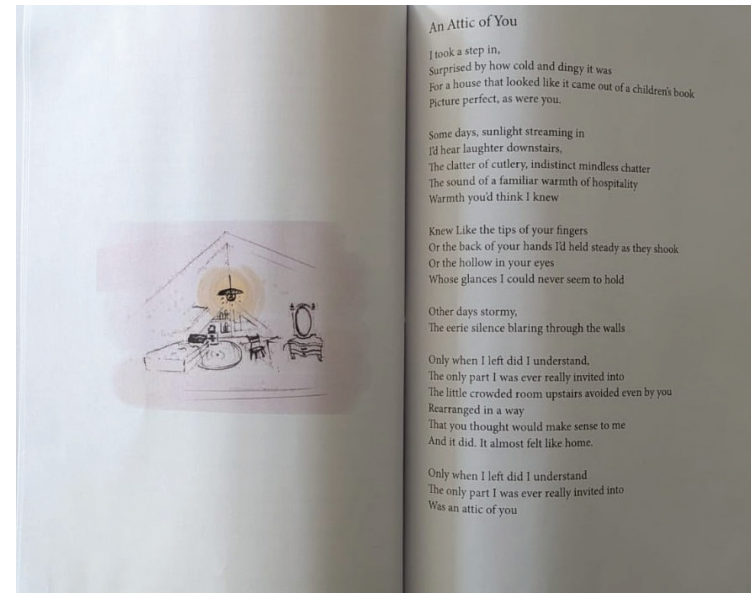 An Attic of You
I took a step in,
Surprised by how cold and dingy it was
For a house that looked like it came out of a children's book
Picture perfect, as were you.
Some days, sunlight streaming in
I'd hear laughter downstairs,
The clatter of cutlery, indistinct mindless chatter
The sound of a familiar warmth of hospitality
Warmth you'd think I knew
Knew Like the tips of your fingers
Or the back of your hands I'd held steady as they shook
Or the hollow in your eyes
Whose glances I could never seem to hold
Other days stormy,
The eerie silence blaring through the walls
Only when I left did I understand,
The only part I was ever really invited into
The little crowded room upstairs avoided even by you
Rearranged in a way
That you thought would make sense to me
And it did. It almost felt like home.
Only when I left did I understand
The only part I was ever really invited into
Was an attic of you